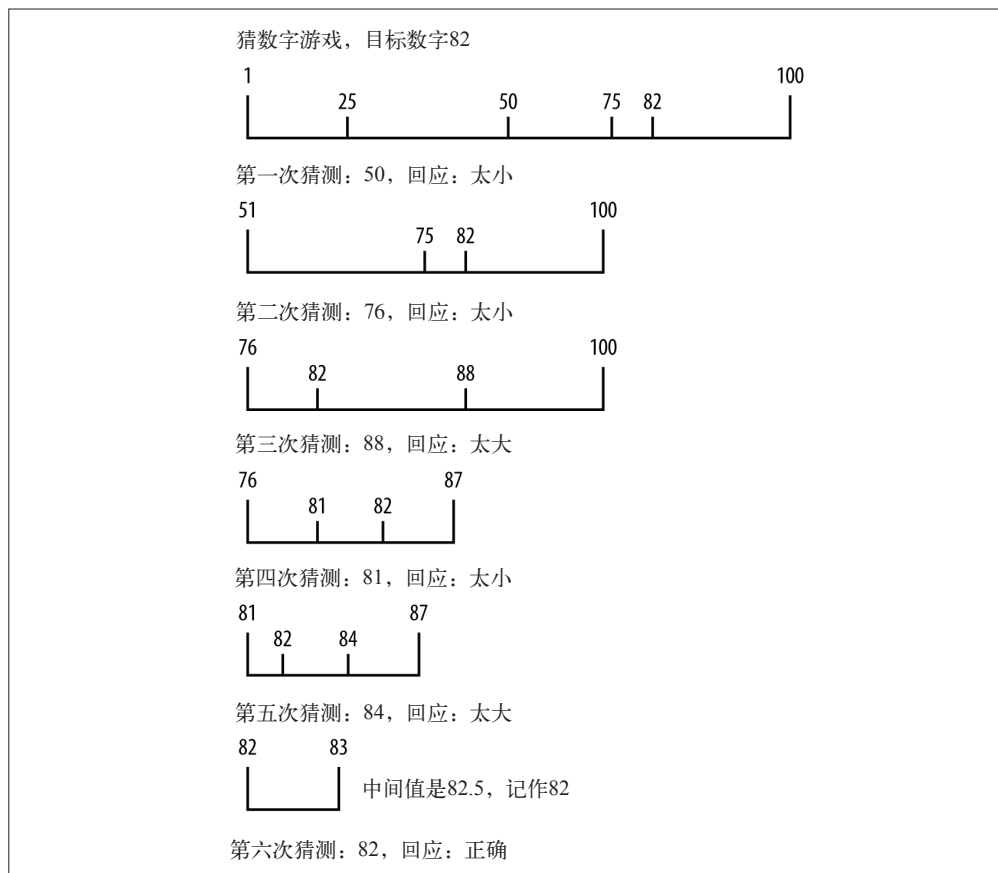 猜数字游戏，目标数字82
1 100
25 50 75 82
第一次猜测：50，回应：太小
51 100
75 82
第二次猜测：76，回应：太小
76 100
82 88
第三次猜测：88，回应：太大
76 87
81 82
第四次猜测：81，回应：太小
81 87
82 84
第五次猜测：84，回应：太大
82 83
中间值是82.5，记作82
第六次猜测：82，回应：正确